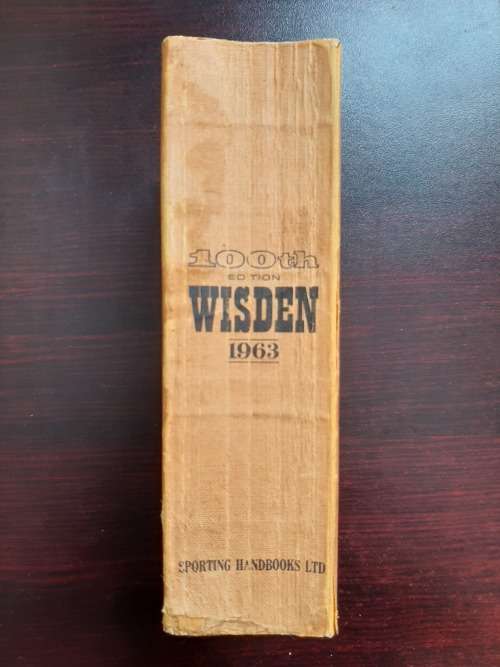 100th
EDITION
WISDEN
1963
SPORTING HANDBOOKS LTD